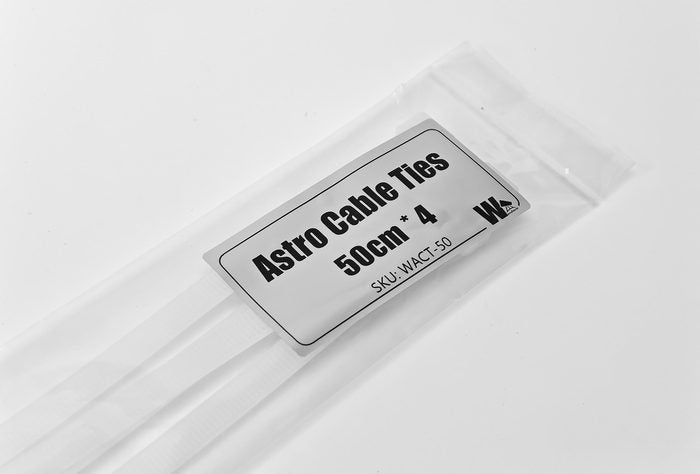 Astro Cable Ties
50cm* 4
SKU: WACT-50
W